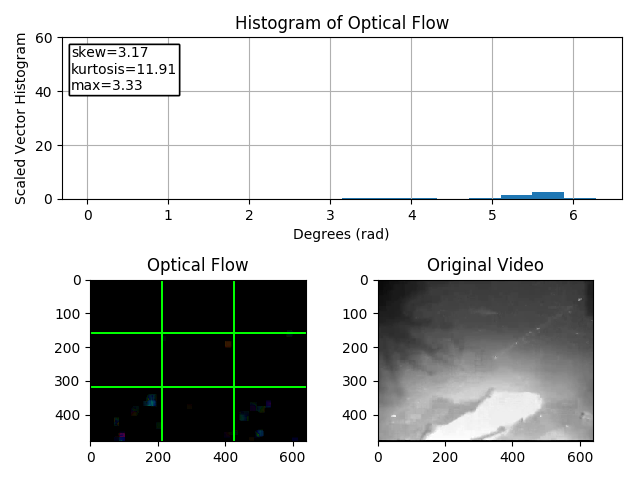 Histogram of Optical Flow
60
40
20
0
Scaled Vector Histogram
skew=3.17
kurtosis=11.91
max=3.33
0 1 2 3 4 5 6
Degrees (rad)
Optical Flow
0
100
200
300
400
0 200 400 600
Original Video
0
100
200
300
400
0 200 400 600